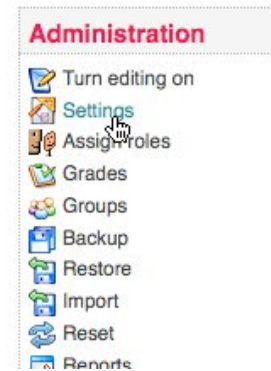 Administration
Turn editing on
Settings
Assign roles
Grades
Groups
Backup
Restore
Import
Reset
Reports